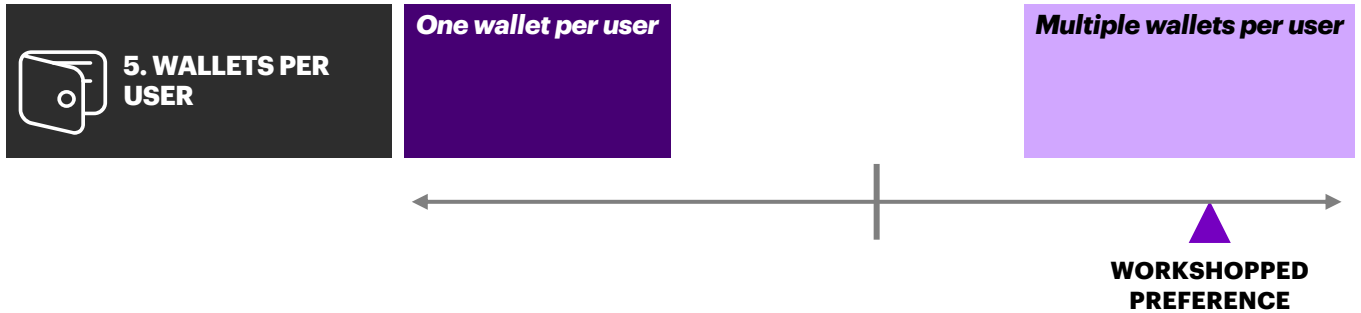 5. WALLETS PER
USER
One wallet per user
Multiple wallets per user
WORKSHOPPED
PREFERENCE